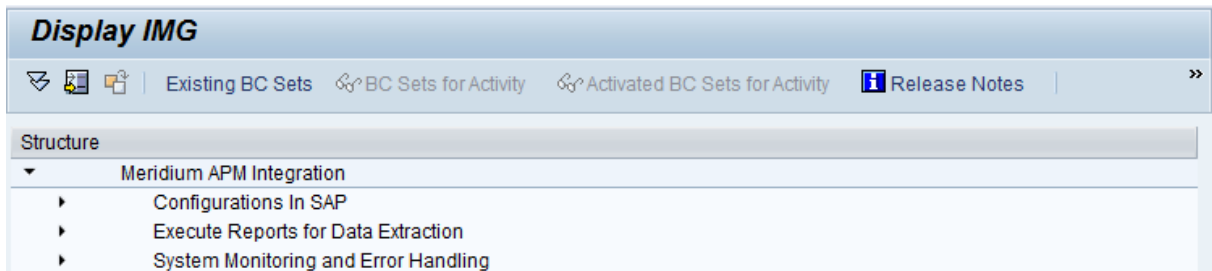 Display IMG
Existing BC Sets BC Sets for Activity Activated BC Sets for Activity Release Notes
Structure
Meridium APM Integration
Configurations In SAP
Execute Reports for Data Extraction
System Monitoring and Error Handling